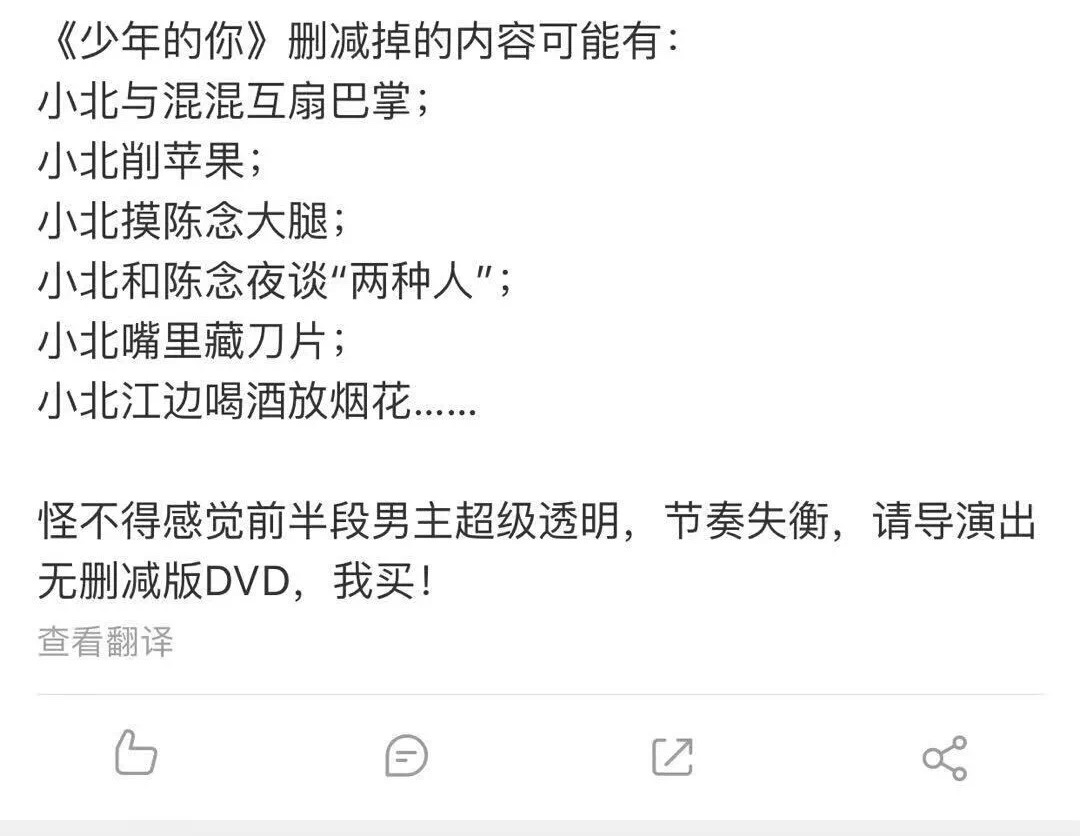 《少年的你》删减掉的内容可能有：
小北与混混互扇巴掌；
小北削苹果；
小北摸陈念大腿；
小北和陈念夜谈“两种人”；
小北嘴里藏刀片；
小北江边喝酒放烟花......
怪不得感觉前半段男主超级透明，节奏失衡，请导演出
无删减版DVD，我买！
查看翻译